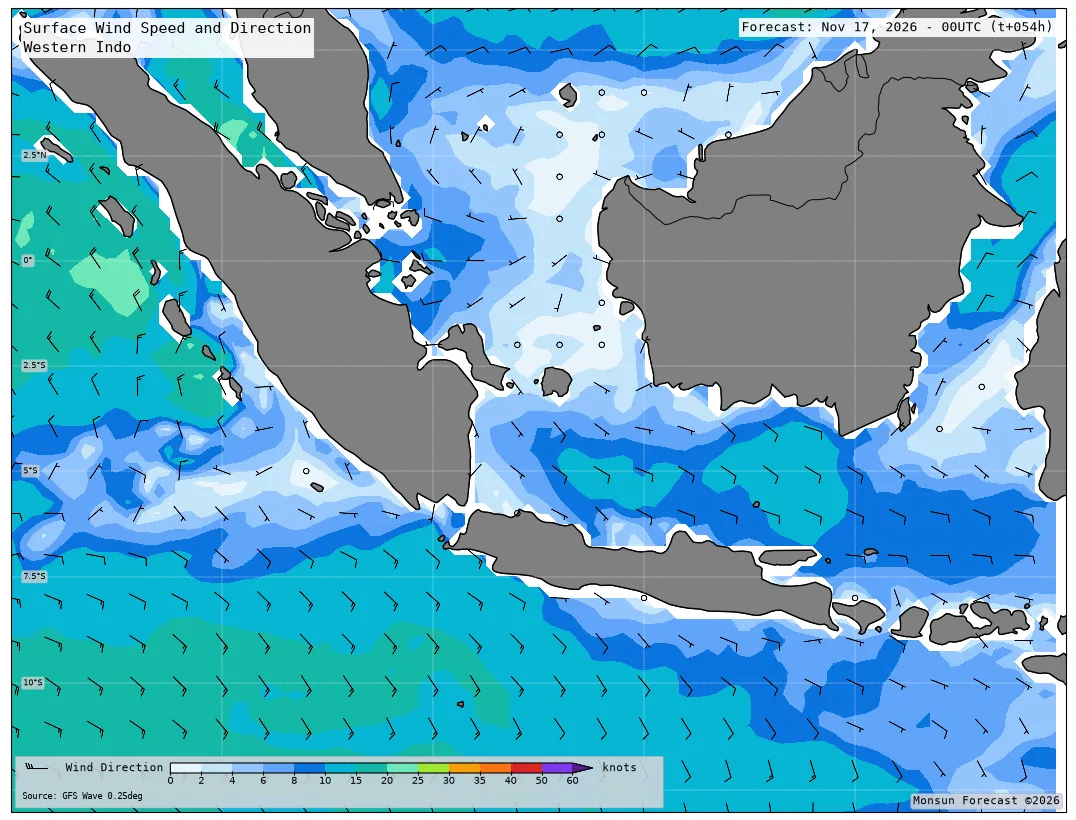 Surface Wind Speed and Direction
Western Indo
Forecast: Nov 17, 2026 - 00UTC (t+054h)
2.5°N
0°
2.5°S
5°S
7.5°S
10°S
Wind Direction
0 2 4 6 8 10 15 20 25 30 35 40 50 60
knots
Source: GFS Wave 0.25deg
Monsun Forecast ©2026